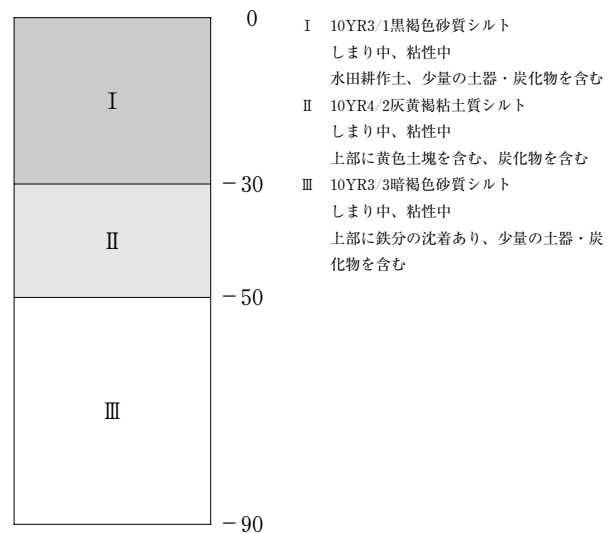 0
Ⅰ
－30
Ⅱ
－50
Ⅲ
－90
Ⅰ 10YR3/1黒褐色砂質シルト
しまり中、粘性中
水田耕作土、少量の土器・炭化物を含む
Ⅱ 10YR4/2灰黄褐粘土質シルト
しまり中、粘性中
上部に黄色土塊を含む、炭化物を含む
Ⅲ 10YR3/3暗褐色砂質シルト
しまり中、粘性中
上部に鉄分の沈着あり、少量の土器・炭
化物を含む